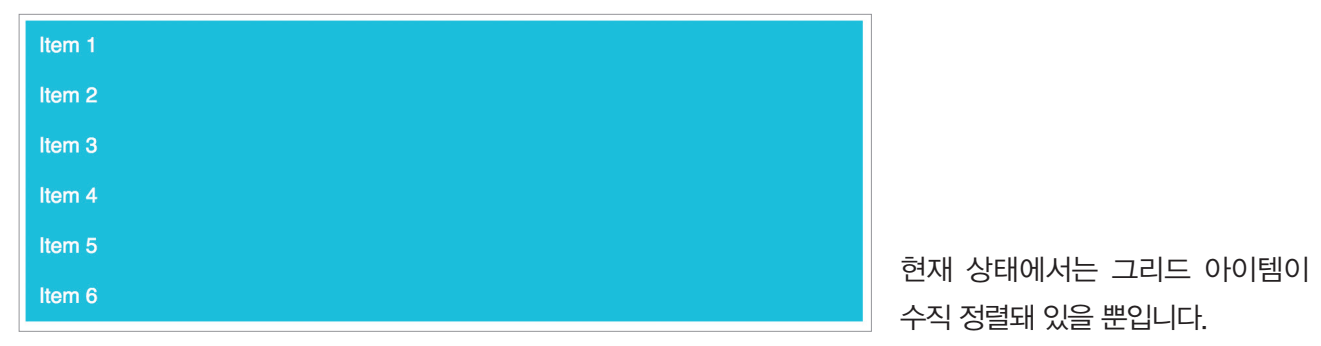 Item 1
Item 2
Item 3
Item 4
Item 5
Item 6
현재 상태에서는 그리드 아이템이
수직 정렬돼 있을 뿐입니다.